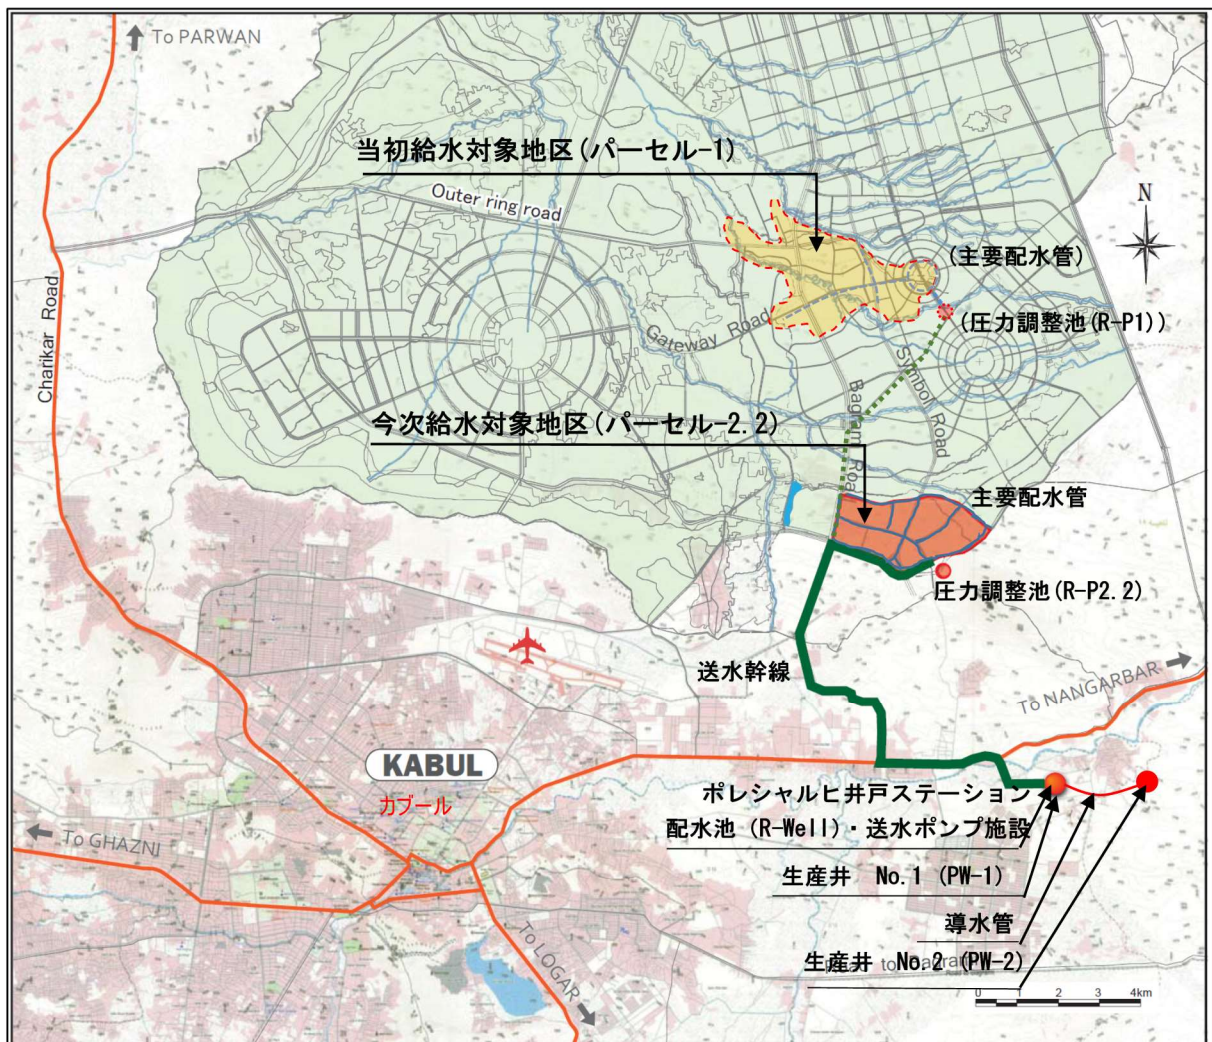 To PARWAN
当初給水対象地区(パーセル-1)
Outer ring road
N
(主要配水管)
Charikar Road
Gateway Road
(圧力調整池(R-P1))
Symbol Road
Bagram Road
今次給水対象地区(パーセル-2.2)
主要配水管
圧力調整池(R-P2.2)
送水幹線
To NANGARBAR
KABUL
カブール
ポレシャルヒ井戸ステーション
配水池 (R-Well)・送水ポンプ施設
To GHAZNI
生産井 No.1 (PW-1)
導水管
生産井 No.2 (PW-2)
To LOGAR
0 1 2 4km